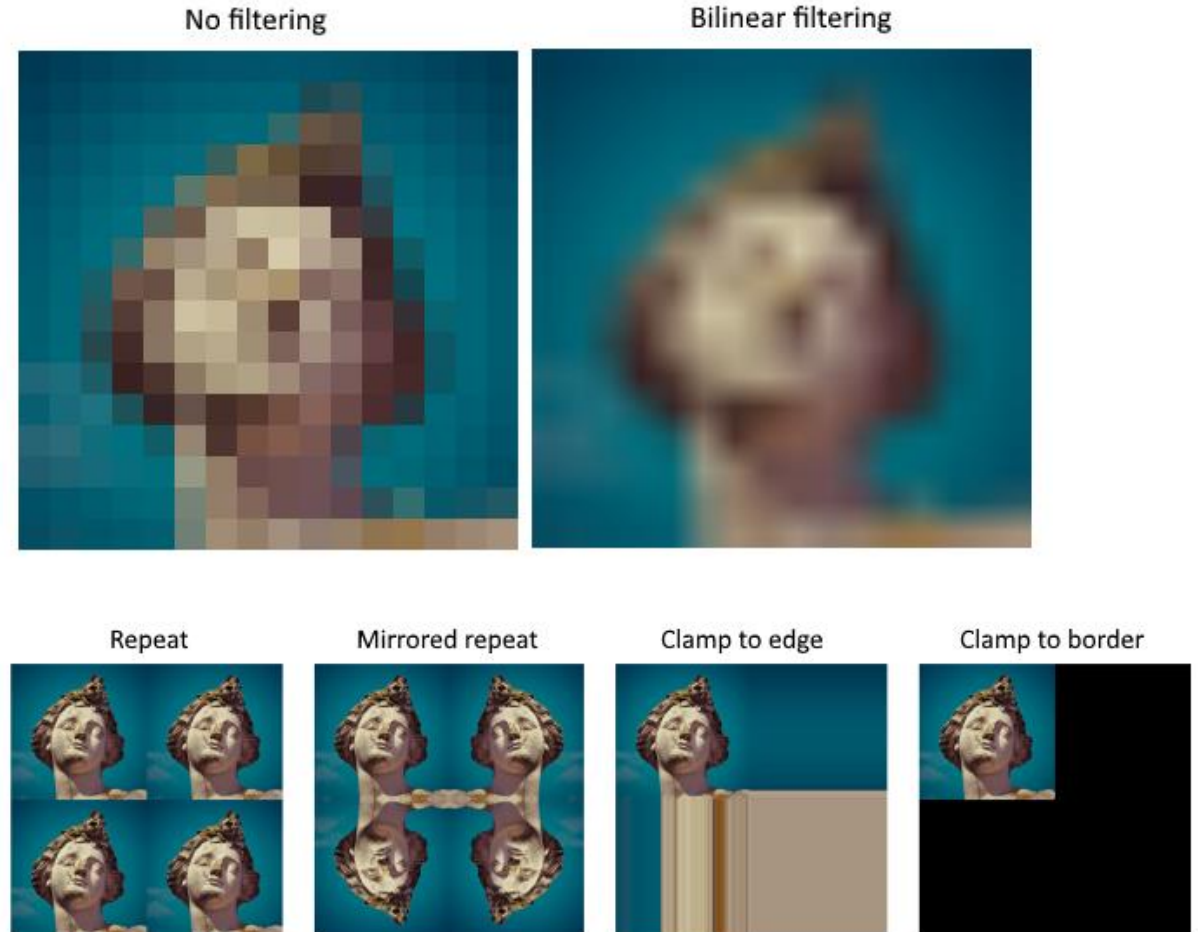 No filtering
Bilinear filtering
Repeat
Mirrored repeat
Clamp to edge
Clamp to border